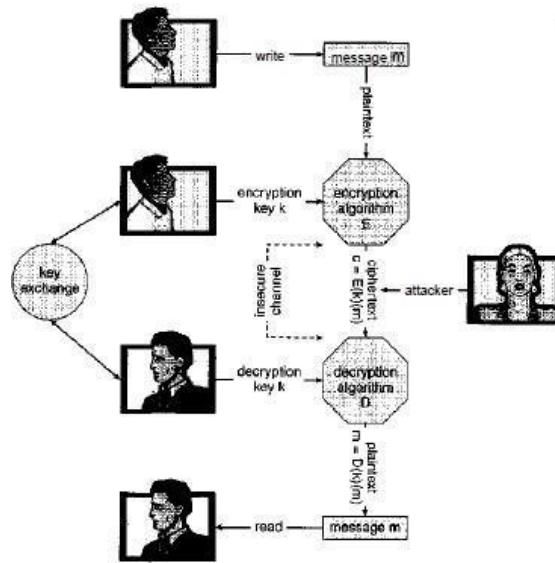 write
message m
plaintext
encryption
key k
encryption
algorithm
E
key
exchange
insecure
channel
ciphertext
c = E(k)(m)
attacker
decryption
key k
decryption
algorithm
D
plaintext
m = D(k)(m)
read
message m